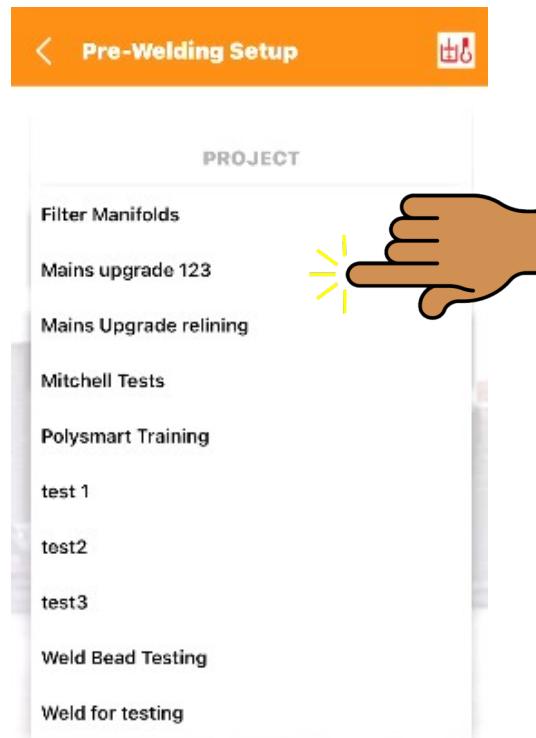 Pre-Welding Setup
PROJECT
Filter Manifolds
Mains upgrade 123
Mains Upgrade relining
Mitchell Tests
Polysmart Training
test 1
test2
test3
Weld Bead Testing
Weld for testing